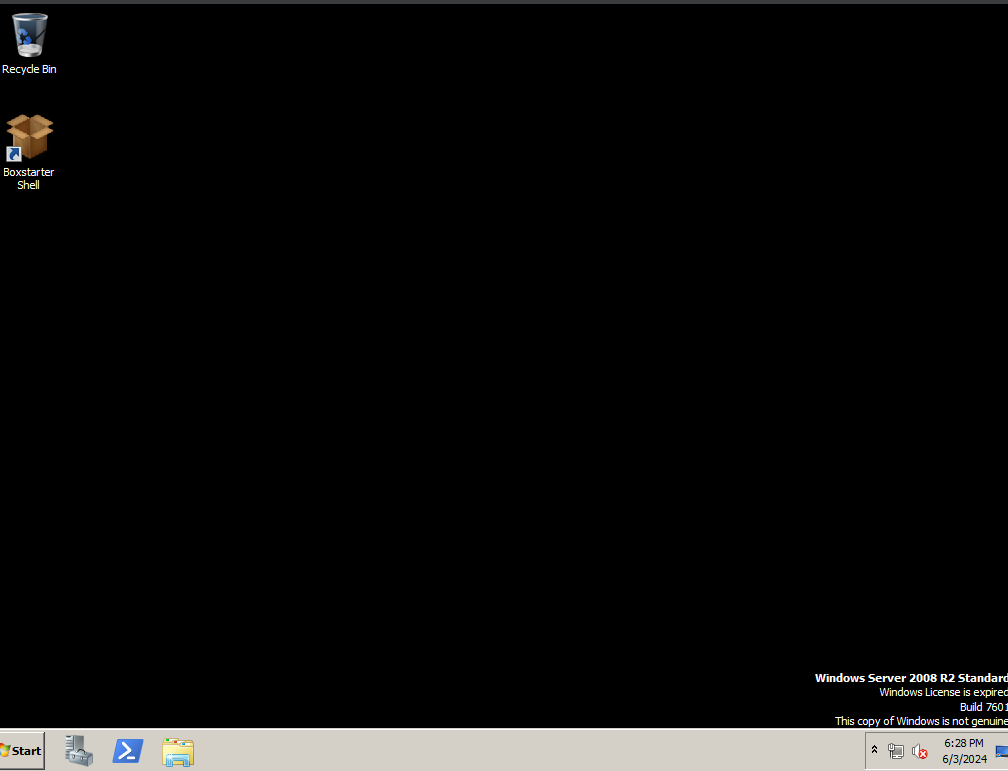 Recycle Bin
Boxstarter
Shell
Windows Server 2008 R2 Standard
Windows License is expired
Build 7601
This copy of Windows is not genuine
Start
6:28 PM
6/3/2024